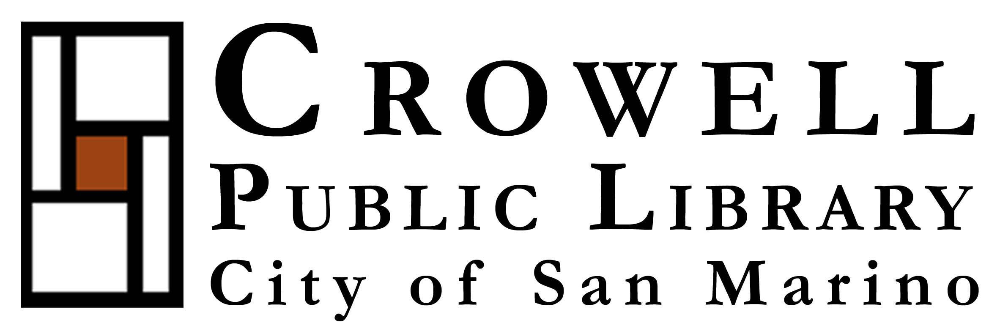 CROWELL
PUBLIC LIBRARY
City of San Marino